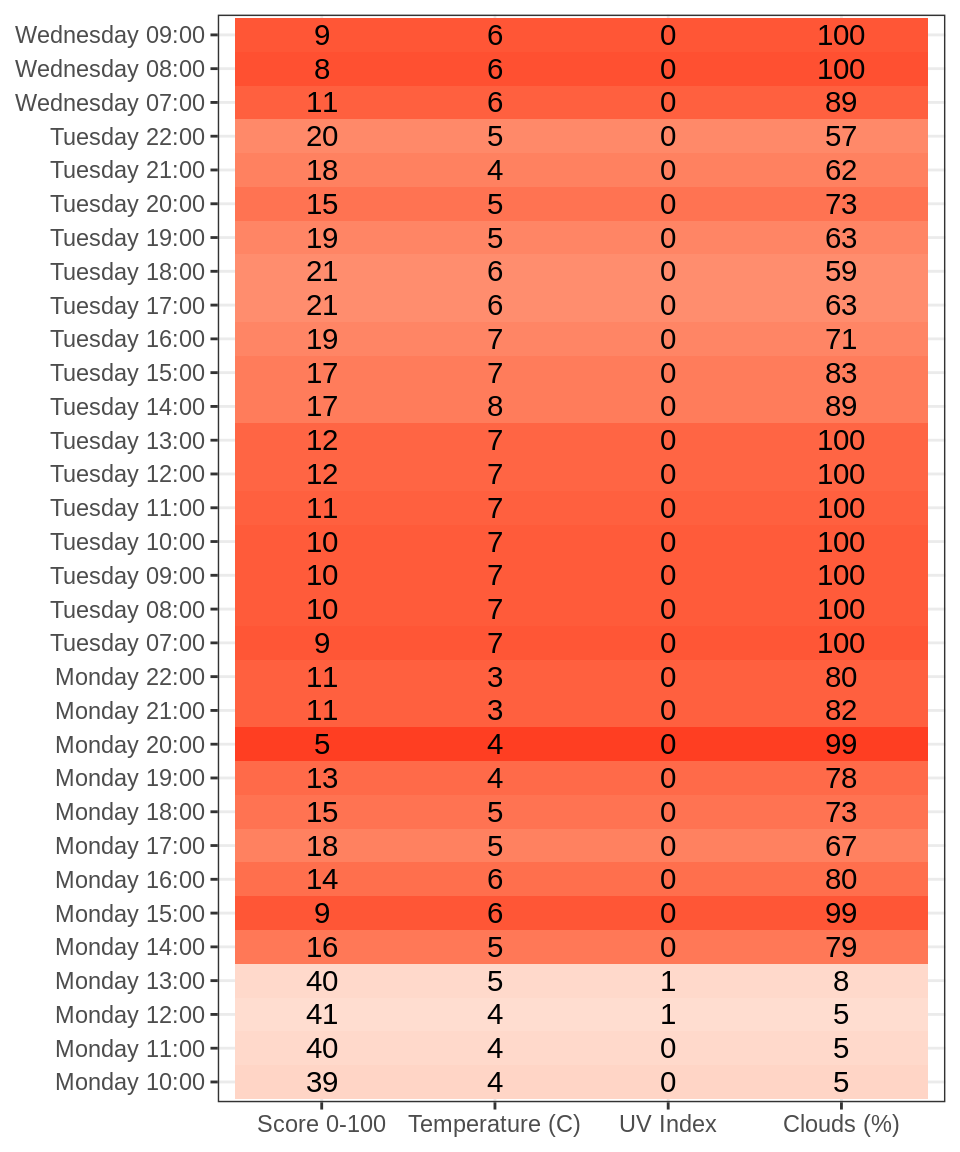 Wednesday 09:00 9 6 0 100
Wednesday 08:00 8 6 0 100
Wednesday 07:00 11 6 0 89
Tuesday 22:00 20 5 0 57
Tuesday 21:00 18 4 0 62
Tuesday 20:00 15 5 0 73
Tuesday 19:00 19 5 0 63
Tuesday 18:00 21 6 0 59
Tuesday 17:00 21 6 0 63
Tuesday 16:00 19 7 0 71
Tuesday 15:00 17 7 0 83
Tuesday 14:00 17 8 0 89
Tuesday 13:00 12 7 0 100
Tuesday 12:00 12 7 0 100
Tuesday 11:00 11 7 0 100
Tuesday 10:00 10 7 0 100
Tuesday 09:00 10 7 0 100
Tuesday 08:00 10 7 0 100
Tuesday 07:00 9 7 0 100
Monday 22:00 11 3 0 80
Monday 21:00 11 3 0 82
Monday 20:00 5 4 0 99
Monday 19:00 13 4 0 78
Monday 18:00 15 5 0 73
Monday 17:00 18 5 0 67
Monday 16:00 14 6 0 80
Monday 15:00 9 6 0 99
Monday 14:00 16 5 0 79
Monday 13:00 40 5 1 8
Monday 12:00 41 4 1 5
Monday 11:00 40 4 0 5
Monday 10:00 39 4 0 5
Score 0-100 Temperature (C) UV Index Clouds (%)